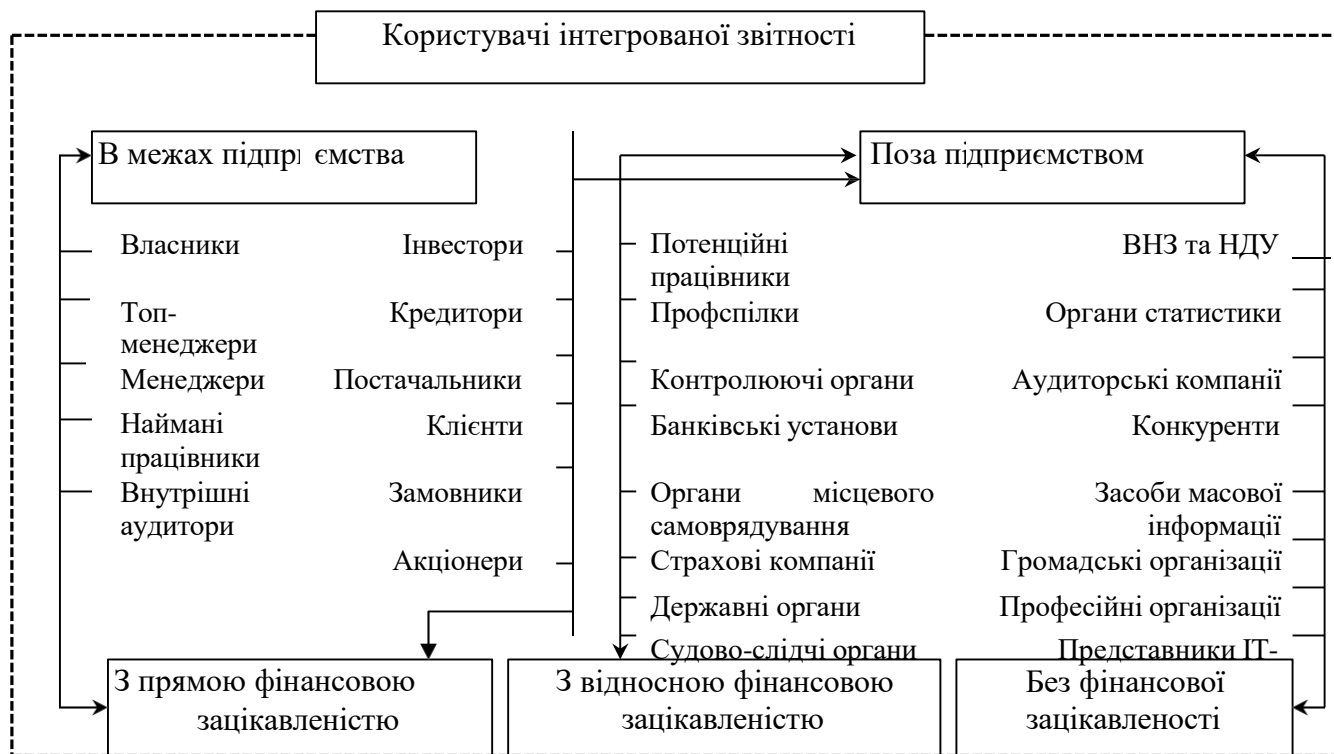 Користувачі інтегрованої звітності
В межах підприємства
Поза підприємством
Власники
Топ-
менеджери
Менеджери
Наймані
працівники
Внутрішні
аудитори
Інвестори
Кредитори
Постачальники
Клієнти
Замовники
Акціонери
Потенційні
працівники
Профспілки
Контролюючі органи
Банківські установи
Органи місцевого
самоврядування
Страхові компанії
Державні органи
Судово-слідчі органи
ВНЗ та НДУ
Органи статистики
Аудиторські компанії
Конкуренти
Засоби масової
інформації
Громадські організації
Професійні організації
Представники ІТ-
З прямою фінансовою
зацікавленістю
З відносною фінансовою
зацікавленістю
Без фінансової
зацікавленості